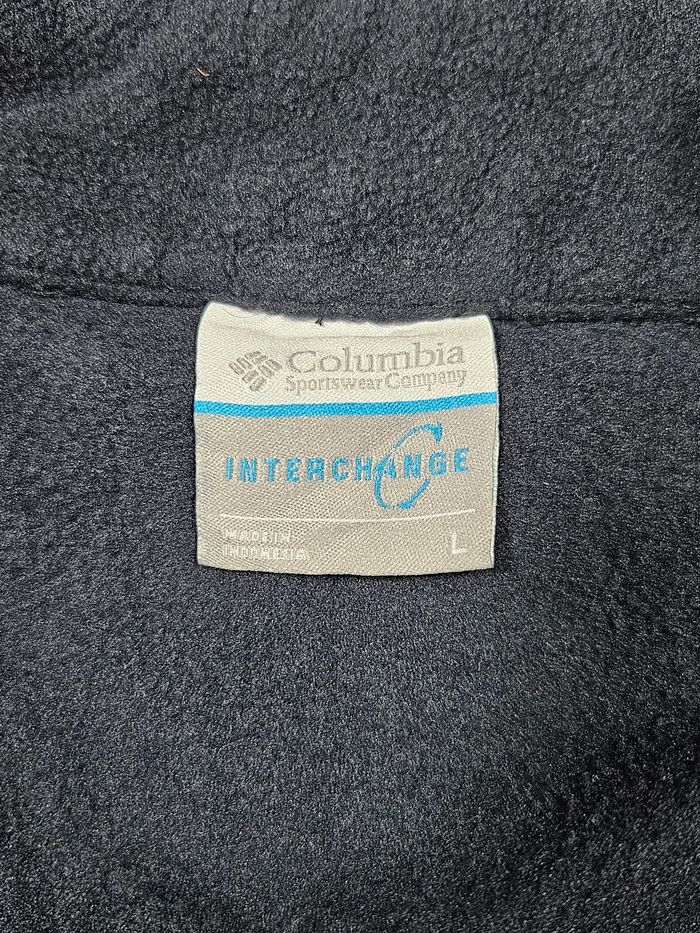 Columbia
Sportswear Company
INTERCHANGE
MADE IN
INDONESIA
L